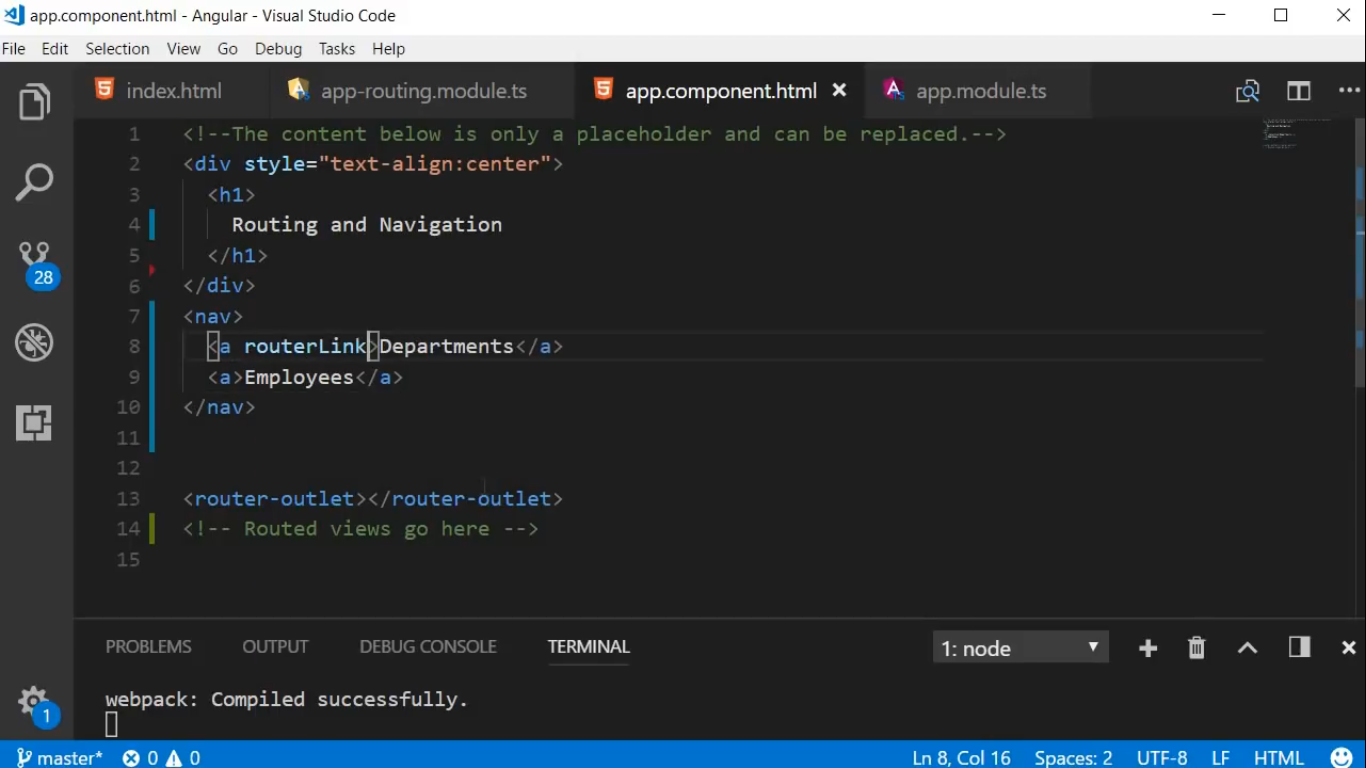 app.component.html - Angular - Visual Studio Code
File Edit Selection View Go Debug Tasks Help
index.html app-routing.module.ts app.component.html app.module.ts
1 <!--The content below is only a placeholder and can be replaced.-->
2 <div style="text-align:center">
3 <h1>
4 Routing and Navigation
5 </h1>
6 </div>
7 <nav>
8 <a routerLink>Departments</a>
9 <a>Employees</a>
10 </nav>
11
12
13 <router-outlet></router-outlet>
14 <!-- Routed views go here -->
15
28
PROBLEMS OUTPUT DEBUG CONSOLE TERMINAL 1: node
webpack: Compiled successfully.
1
master* 0 0 Ln 8, Col 16 Spaces: 2 UTF-8 LF HTML